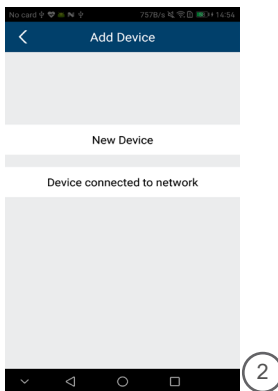 No card 757B/s 14:54
Add Device
New Device
Device connected to network
2